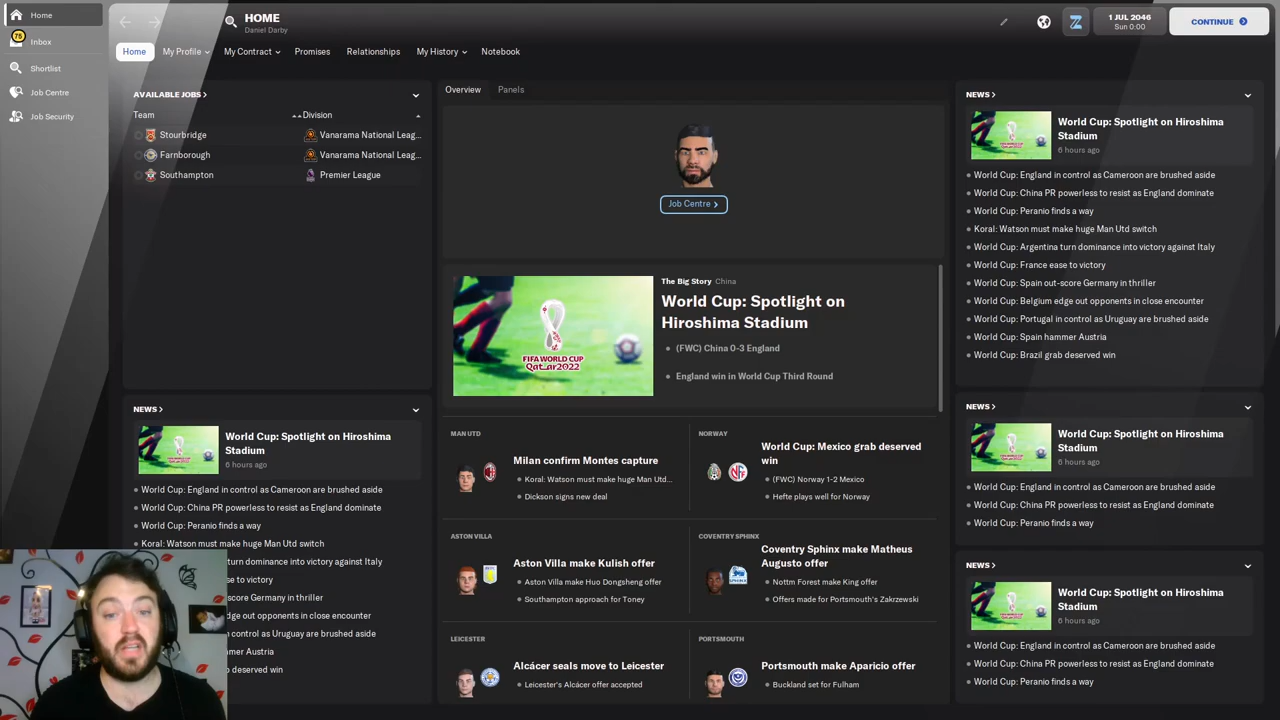 Home
76
Inbox
Shortlist
Job Centre
Job Security
HOME
Daniel Darby
Z
1 JUL 2046
Sun 0:00
CONTINUE
Home
My Profile
My Contract
Promises
Relationships
My History
Notebook
AVAILABLE JOBS
Team
Division
Stourbridge
Vanarama National Leag...
Farnborough
Vanarama National Leag...
Southampton
Premier League
NEWS
World Cup: Spotlight on Hiroshima
Stadium
6 hours ago
World Cup: England in control as Cameroon are brushed aside
World Cup: China PR powerless to resist as England dominate
World Cup: Peranio finds a way
Koral: Watson must make huge Man Utd switch
turn dominance into victory against Italy
se to victory
score Germany in thriller
edge out opponents in close encounter
n control as Uruguay are brushed aside
mmer Austria
b deserved win
Overview
Panels
Job Centre
FIFA WORLD CUP
Qatar2022
The Big Story China
World Cup: Spotlight on
Hiroshima Stadium
(FWC) China 0-3 England
England win in World Cup Third Round
MAN UTD
Milan confirm Montes capture
Koral: Watson must make huge Man Utd...
Dickson signs new deal
NORWAY
World Cup: Mexico grab deserved
win
(FWC) Norway 1-2 Mexico
Hefte plays well for Norway
ASTON VILLA
Aston Villa make Kulish offer
Aston Villa make Huo Dongsheng offer
Southampton approach for Toney
COVENTRY SPHINX
Coventry Sphinx make Matheus
Augusto offer
Nottm Forest make King offer
Offers made for Portsmouth's Zakrzewski
LEICESTER
Alcácer seals move to Leicester
Leicester's Alcácer offer accepted
PORTSMOUTH
Portsmouth make Aparicio offer
Buckland set for Fulham
NEWS
World Cup: Spotlight on Hiroshima
Stadium
6 hours ago
World Cup: England in control as Cameroon are brushed aside
World Cup: China PR powerless to resist as England dominate
World Cup: Peranio finds a way
Koral: Watson must make huge Man Utd switch
World Cup: Argentina turn dominance into victory against Italy
World Cup: France ease to victory
World Cup: Spain out-score Germany in thriller
World Cup: Belgium edge out opponents in close encounter
World Cup: Portugal in control as Uruguay are brushed aside
World Cup: Spain hammer Austria
World Cup: Brazil grab deserved win
NEWS
World Cup: Spotlight on Hiroshima
Stadium
6 hours ago
World Cup: England in control as Cameroon are brushed aside
World Cup: China PR powerless to resist as England dominate
World Cup: Peranio finds a way
NEWS
World Cup: Spotlight on Hiroshima
Stadium
6 hours ago
World Cup: England in control as Cameroon are brushed aside
World Cup: China PR powerless to resist as England dominate
World Cup: Peranio finds a way